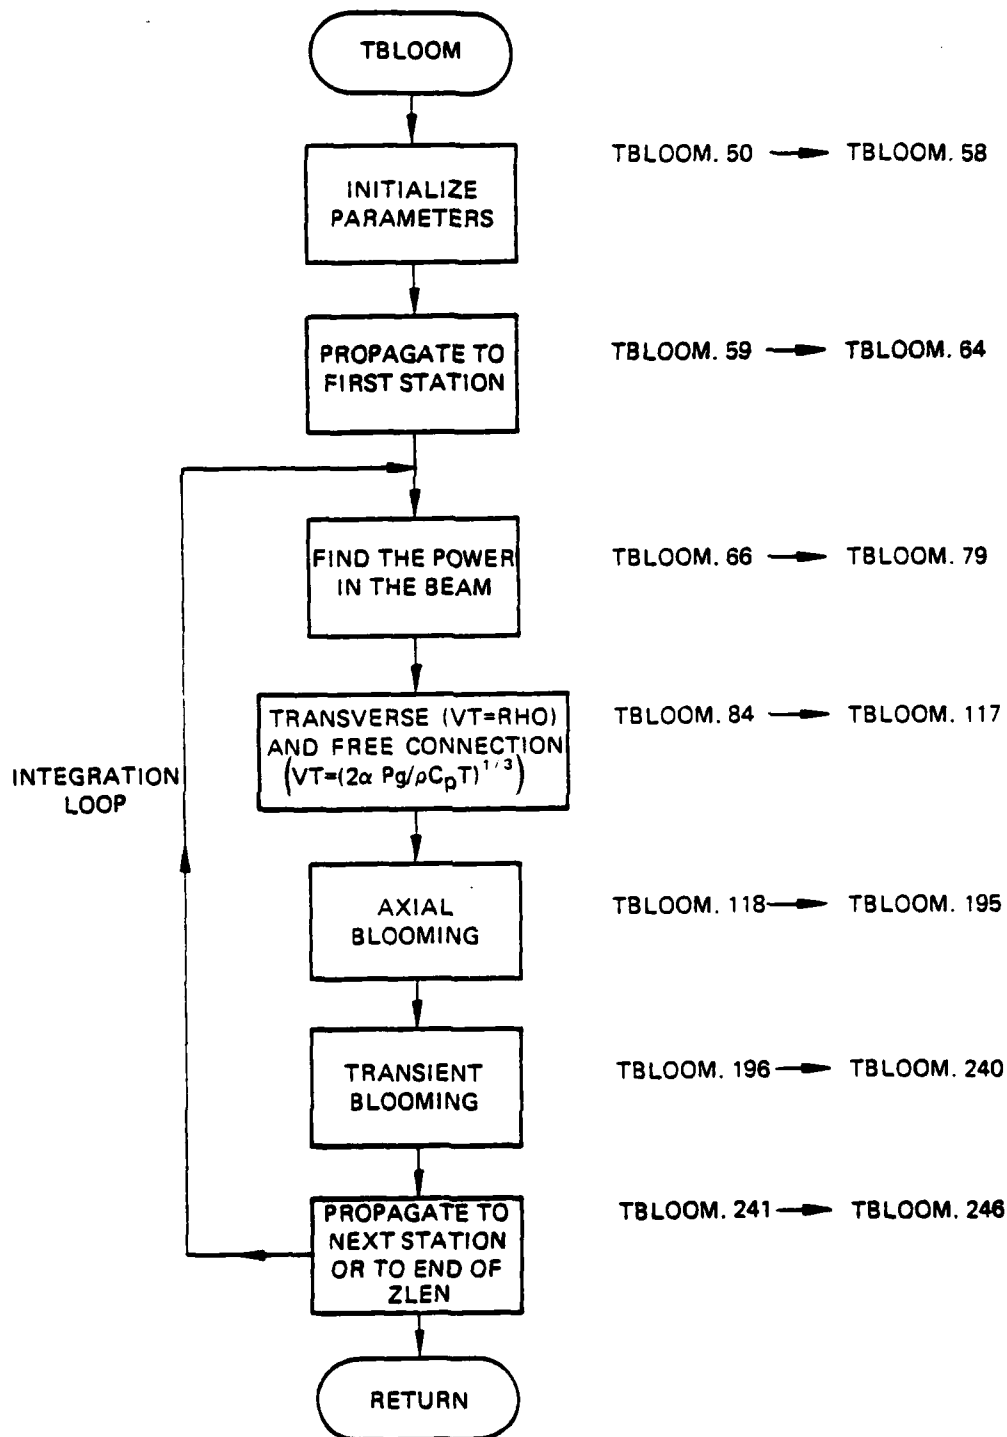 TBLOOM
INITIALIZE
PARAMETERS
TBLOOM. 50 → TBLOOM. 58
PROPAGATE TO
FIRST STATION
TBLOOM. 59 → TBLOOM. 64
FIND THE POWER
IN THE BEAM
TBLOOM. 66 → TBLOOM. 79
TRANSVERSE (VT=RHO)
AND FREE CONNECTION
(VT=(2α Pg/ρCpT)^1/3)
TBLOOM. 84 → TBLOOM. 117
INTEGRATION
LOOP
AXIAL
BLOOMING
TBLOOM. 118 → TBLOOM. 195
TRANSIENT
BLOOMING
TBLOOM. 196 → TBLOOM. 240
PROPAGATE TO
NEXT STATION
OR TO END OF
ZLEN
TBLOOM. 241 → TBLOOM. 246
RETURN